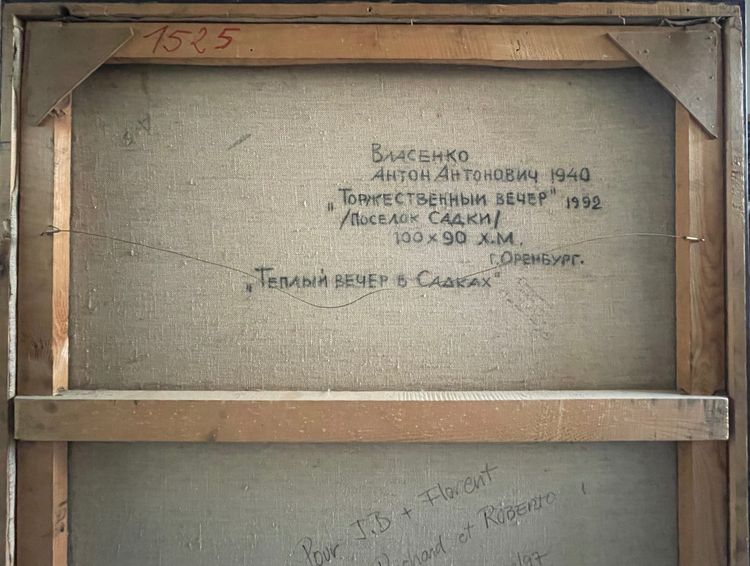 1525
ВЛАСЕНКО
АНТОН АНТОНОВИЧ 1940
„ТОРЖЕСТВЕННЫЙ ВЕЧЕР" 1992
/ПОСЕЛОК САДКИ/
100 х 90 Х.М.
Г. ОРЕНБУРГ.
„ТЕПЛЫЙ ВЕЧЕР В САДКАХ"
Pour J.B + Florent
Richard et ROBERTO